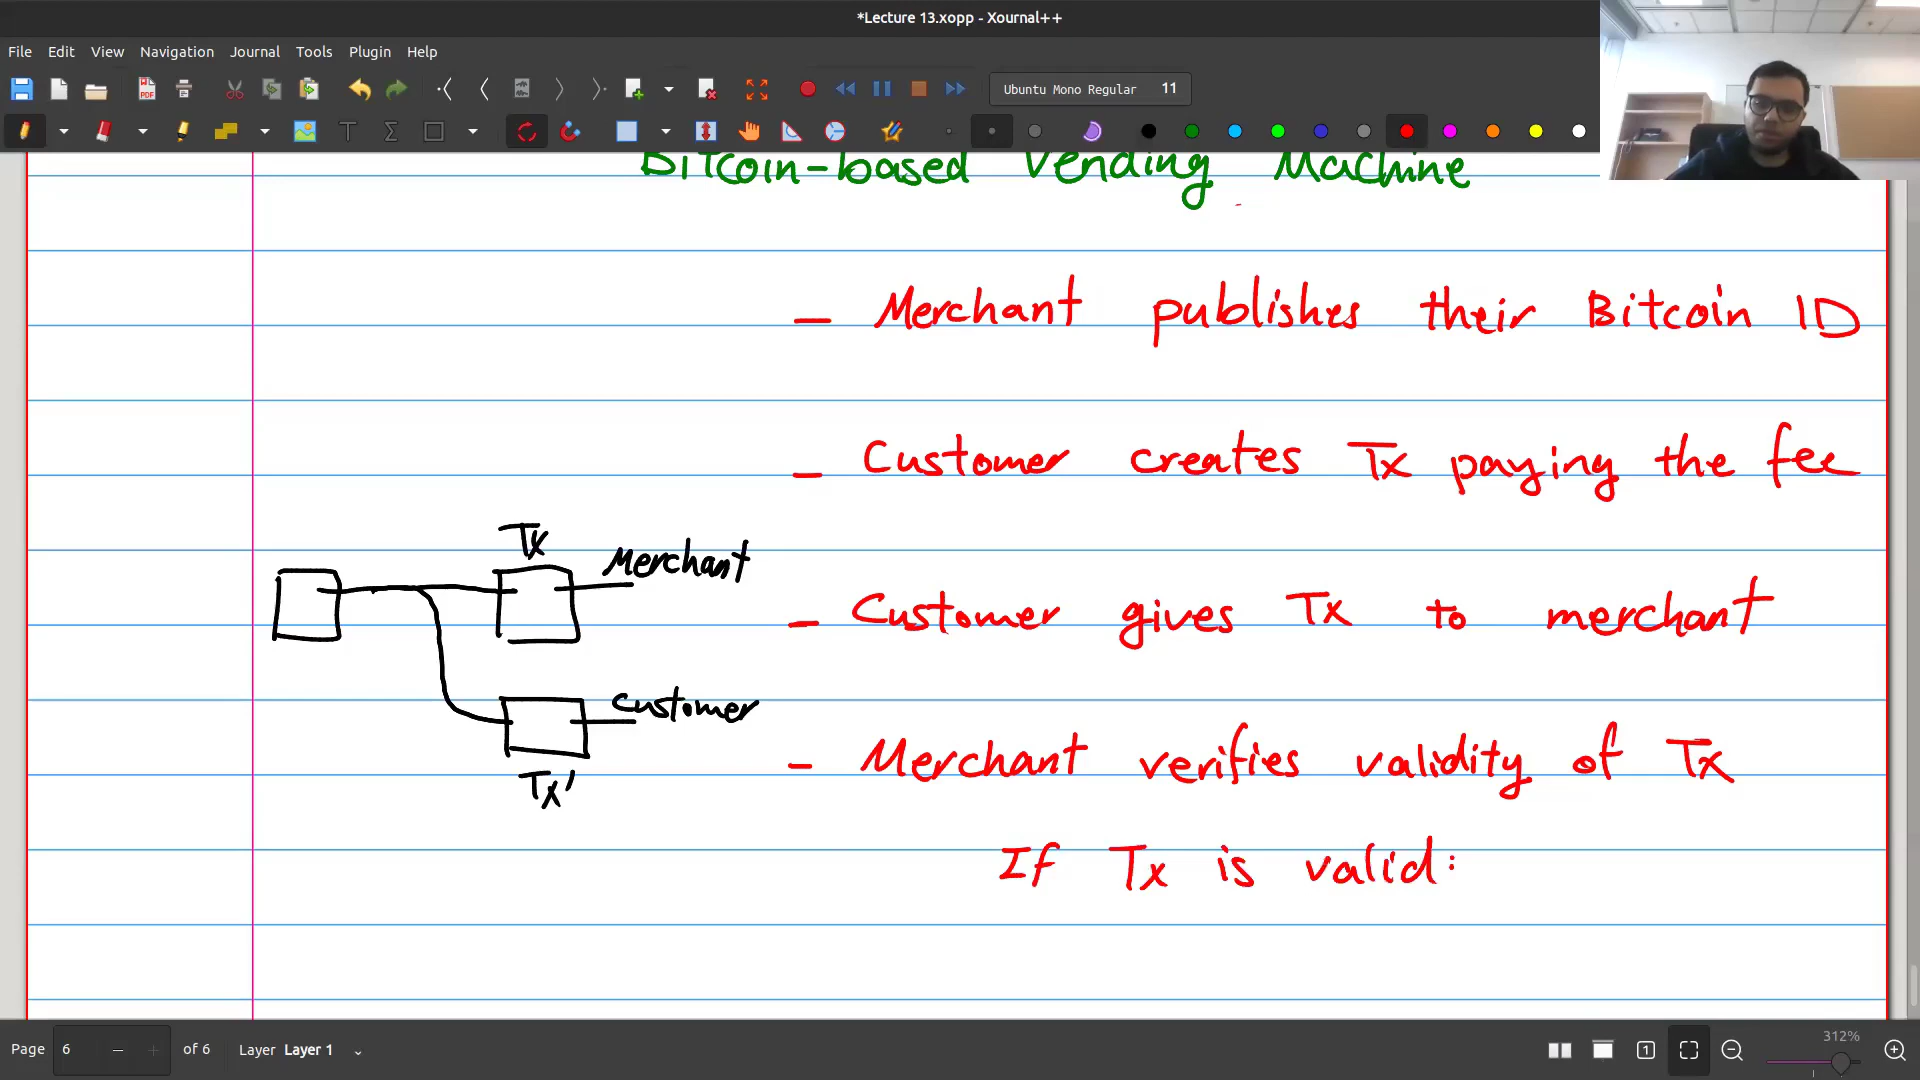 *Lecture 13.xopp - Xournal++
File Edit View Navigation Journal Tools Plugin Help
Ubuntu Mono Regular 11
Bitcoin-based Vending Machine
- Merchant publishes their Bitcoin ID
- Customer creates Tx paying the fee
Tx
Merchant
- Customer gives Tx to merchant
Customer
Tx'
- Merchant verifies validity of Tx
If Tx is valid:
Page 6 of 6 Layer Layer 1
312%